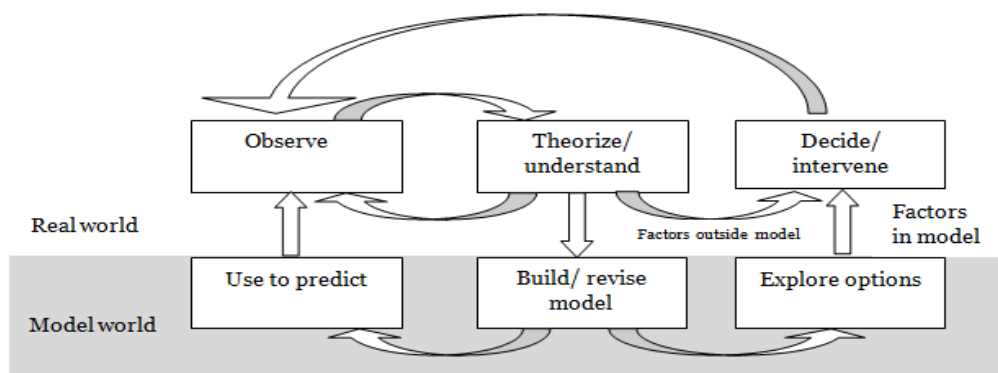 Observe
Theorize/
understand
Decide/
intervene
Real world
Factors outside model
Factors
in model
Use to predict
Build/ revise
model
Explore options
Model world